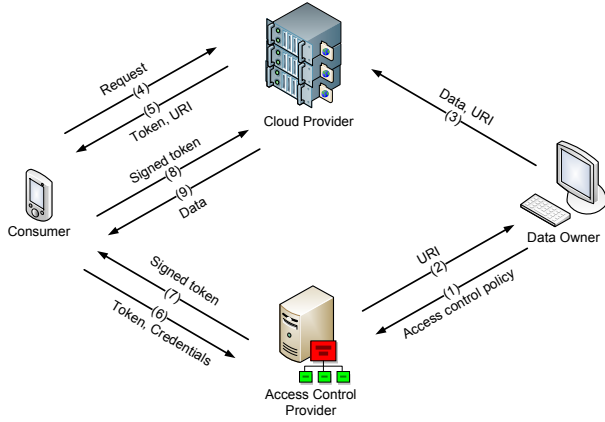 Request
(4)
(5)
Token, URI
Cloud Provider
Data, URI
(3)
Signed token
(8)
(9)
Data
Consumer
Data Owner
Signed token
(7)
(6)
Token, Credentials
URI
(2)
(1)
Access control policy
Access Control
Provider